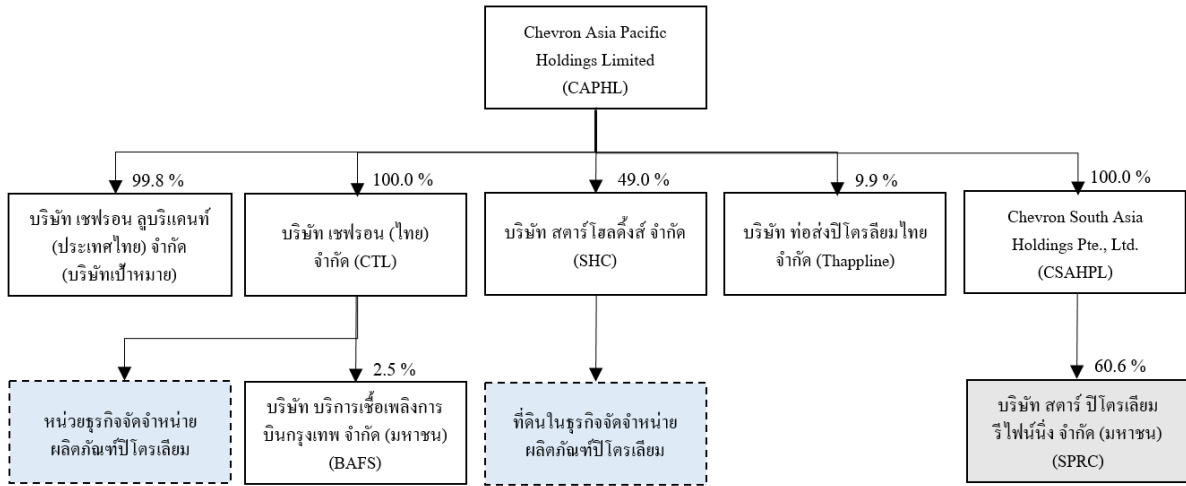 Chevron Asia Pacific
Holdings Limited
(CAPHL)
99.8 %
100.0 %
49.0 %
9.9 %
100.0 %
บริษัท เชฟรอน ลูบริแคนท์
(ประเทศไทย) จำกัด
(บริษัทเป้าหมาย)
บริษัท เชฟรอน (ไทย)
จำกัด (CTL)
บริษัท สตาร์โฮลดิ้งส์ จำกัด
(SHC)
บริษัท ท่อส่งปิโตรเลียมไทย
จำกัด (Thappline)
Chevron South Asia
Holdings Pte., Ltd.
(CSAHPL)
2.5 %
60.6 %
หน่วยธุรกิจจัดจำหน่าย
ผลิตภัณฑ์ปิโตรเลียม
บริษัท บริการเชื้อเพลิงการ
บินกรุงเทพ จำกัด (มหาชน)
(BAFS)
ที่ดินในธุรกิจจัดจำหน่าย
ผลิตภัณฑ์ปิโตรเลียม
บริษัท สตาร์ ปิโตรเลียม
รีไฟน์นิ่ง จำกัด (มหาชน)
(SPRC)